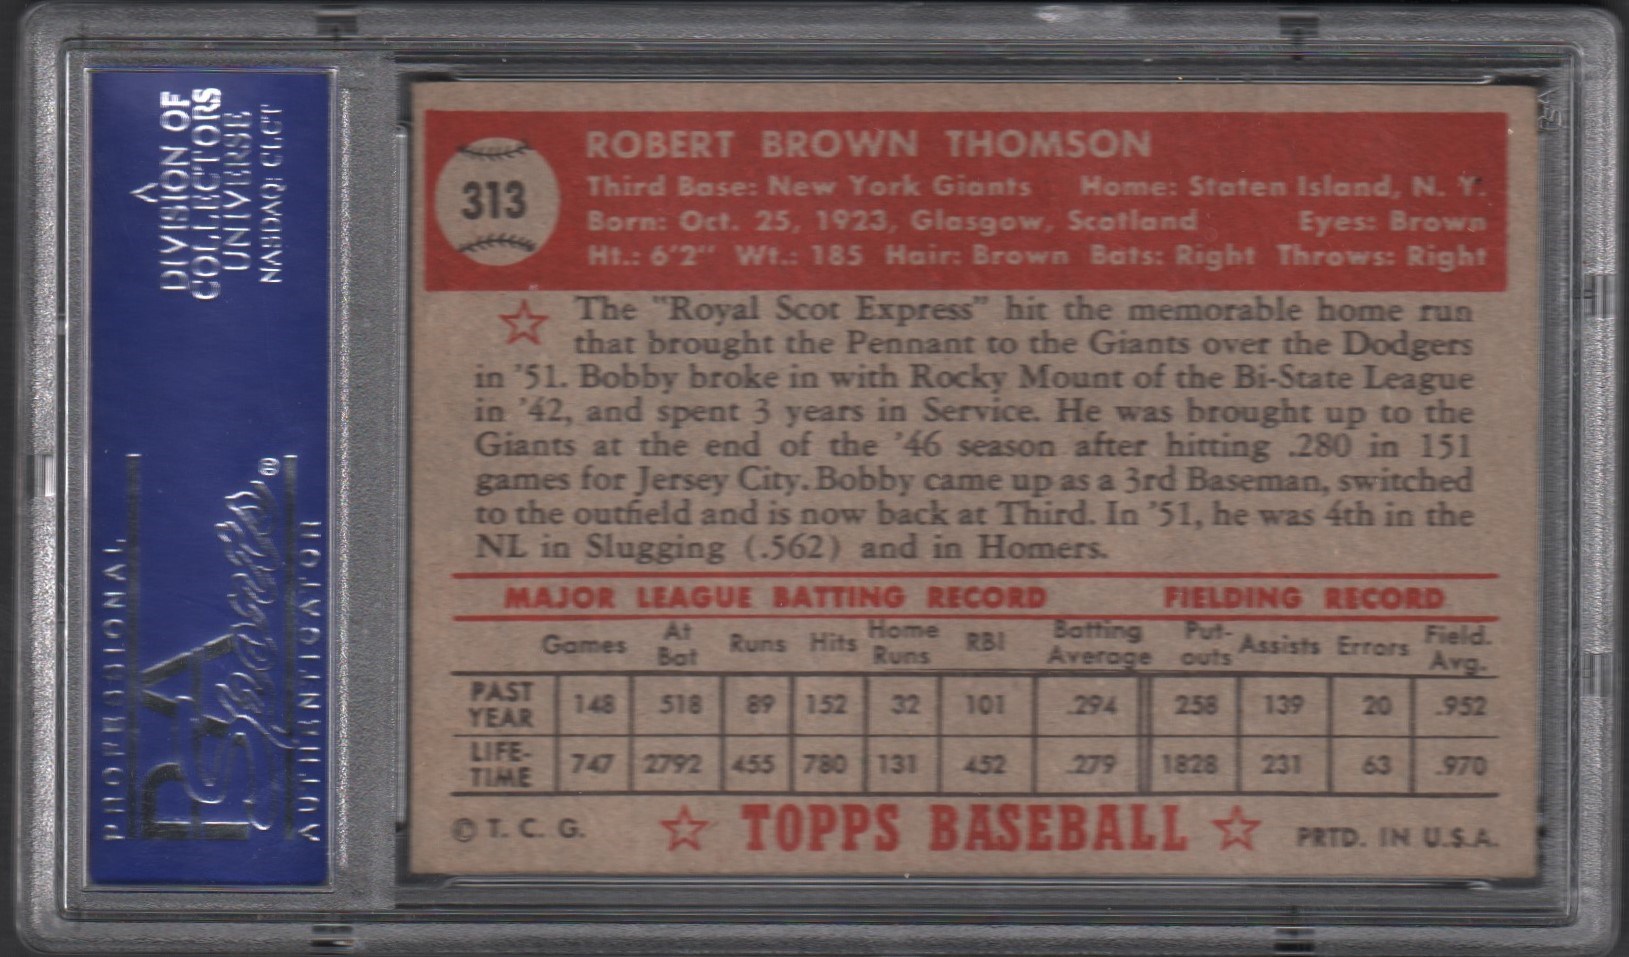 DIVISION OF
COLLECTORS
UNIVERSE
NASDAQ: CLCT
PROFESSIONAL
PSA
Sports
AUTHENTICATOR
313
ROBERT BROWN THOMSON
Third Base: New York Giants Home: Staten Island, N. Y.
Born: Oct. 25, 1923, Glasgow, Scotland Eyes: Brown
Ht.: 6'2" Wt.: 185 Hair: Brown Bats: Right Throws: Right
The "Royal Scot Express" hit the memorable home run
that brought the Pennant to the Giants over the Dodgers
in '51. Bobby broke in with Rocky Mount of the Bi-State League
in '42, and spent 3 years in Service. He was brought up to the
Giants at the end of the '46 season after hitting .280 in 151
games for Jersey City. Bobby came up as a 3rd Baseman, switched
to the outfield and is now back at Third. In '51, he was 4th in the
NL in Slugging (.562) and in Homers.
MAJOR LEAGUE BATTING RECORD FIELDING RECORD
Games At Bat Runs Hits Home Runs RBI Batting Average Put-outs Assists Errors Field. Avg.
PAST YEAR 148 518 89 152 32 101 .294 258 139 20 .952
LIFE-TIME 747 2792 455 780 131 452 .279 1828 231 63 .970
© T. C. G. TOPPS BASEBALL PRTD. IN U.S.A.